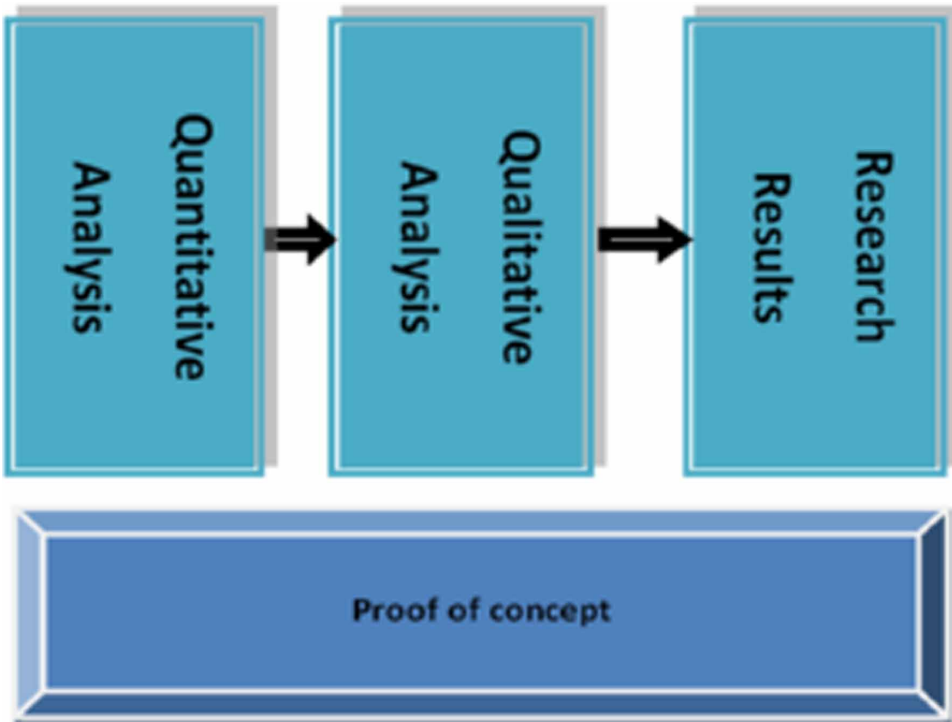 Quantitative
Analysis
Qualitative
Analysis
Research
Results
Proof of concept